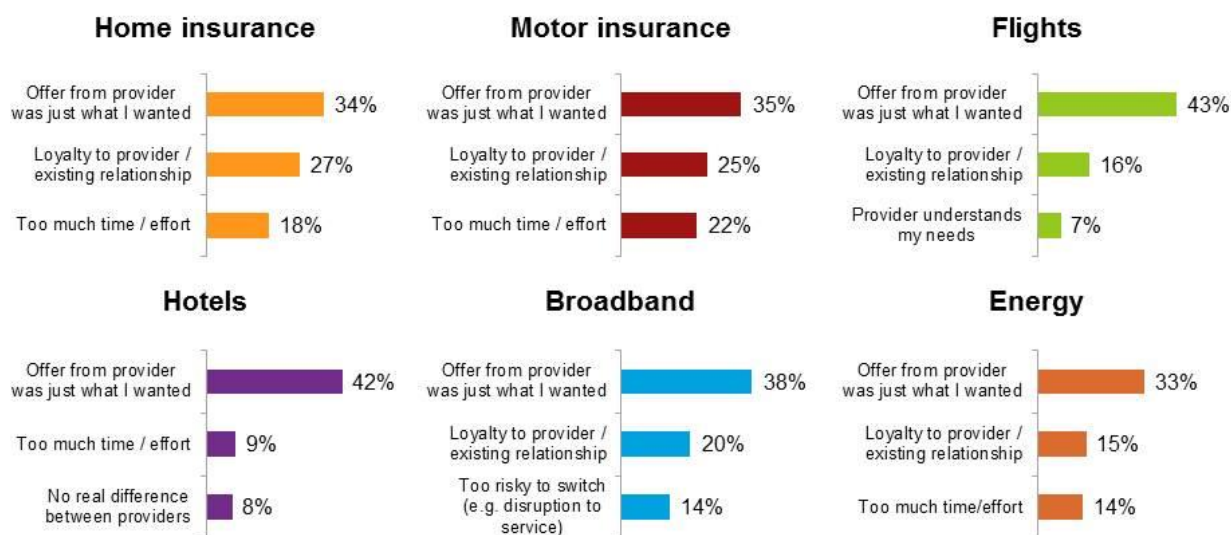 Home insurance
Offer from provider
was just what I wanted
34%
Loyalty to provider /
existing relationship
27%
Too much time / effort
18%
Motor insurance
Offer from provider
was just what I wanted
35%
Loyalty to provider /
existing relationship
25%
Too much time / effort
22%
Flights
Offer from provider
was just what I wanted
43%
Loyalty to provider /
existing relationship
16%
Provider understands
my needs
7%
Hotels
Offer from provider
was just what I wanted
42%
Too much time / effort
9%
No real difference
between providers
8%
Broadband
Offer from provider
was just what I wanted
38%
Loyalty to provider /
existing relationship
20%
Too risky to switch
(e.g. disruption to
service)
14%
Energy
Offer from provider
was just what I wanted
33%
Loyalty to provider /
existing relationship
15%
Too much time/effort
14%